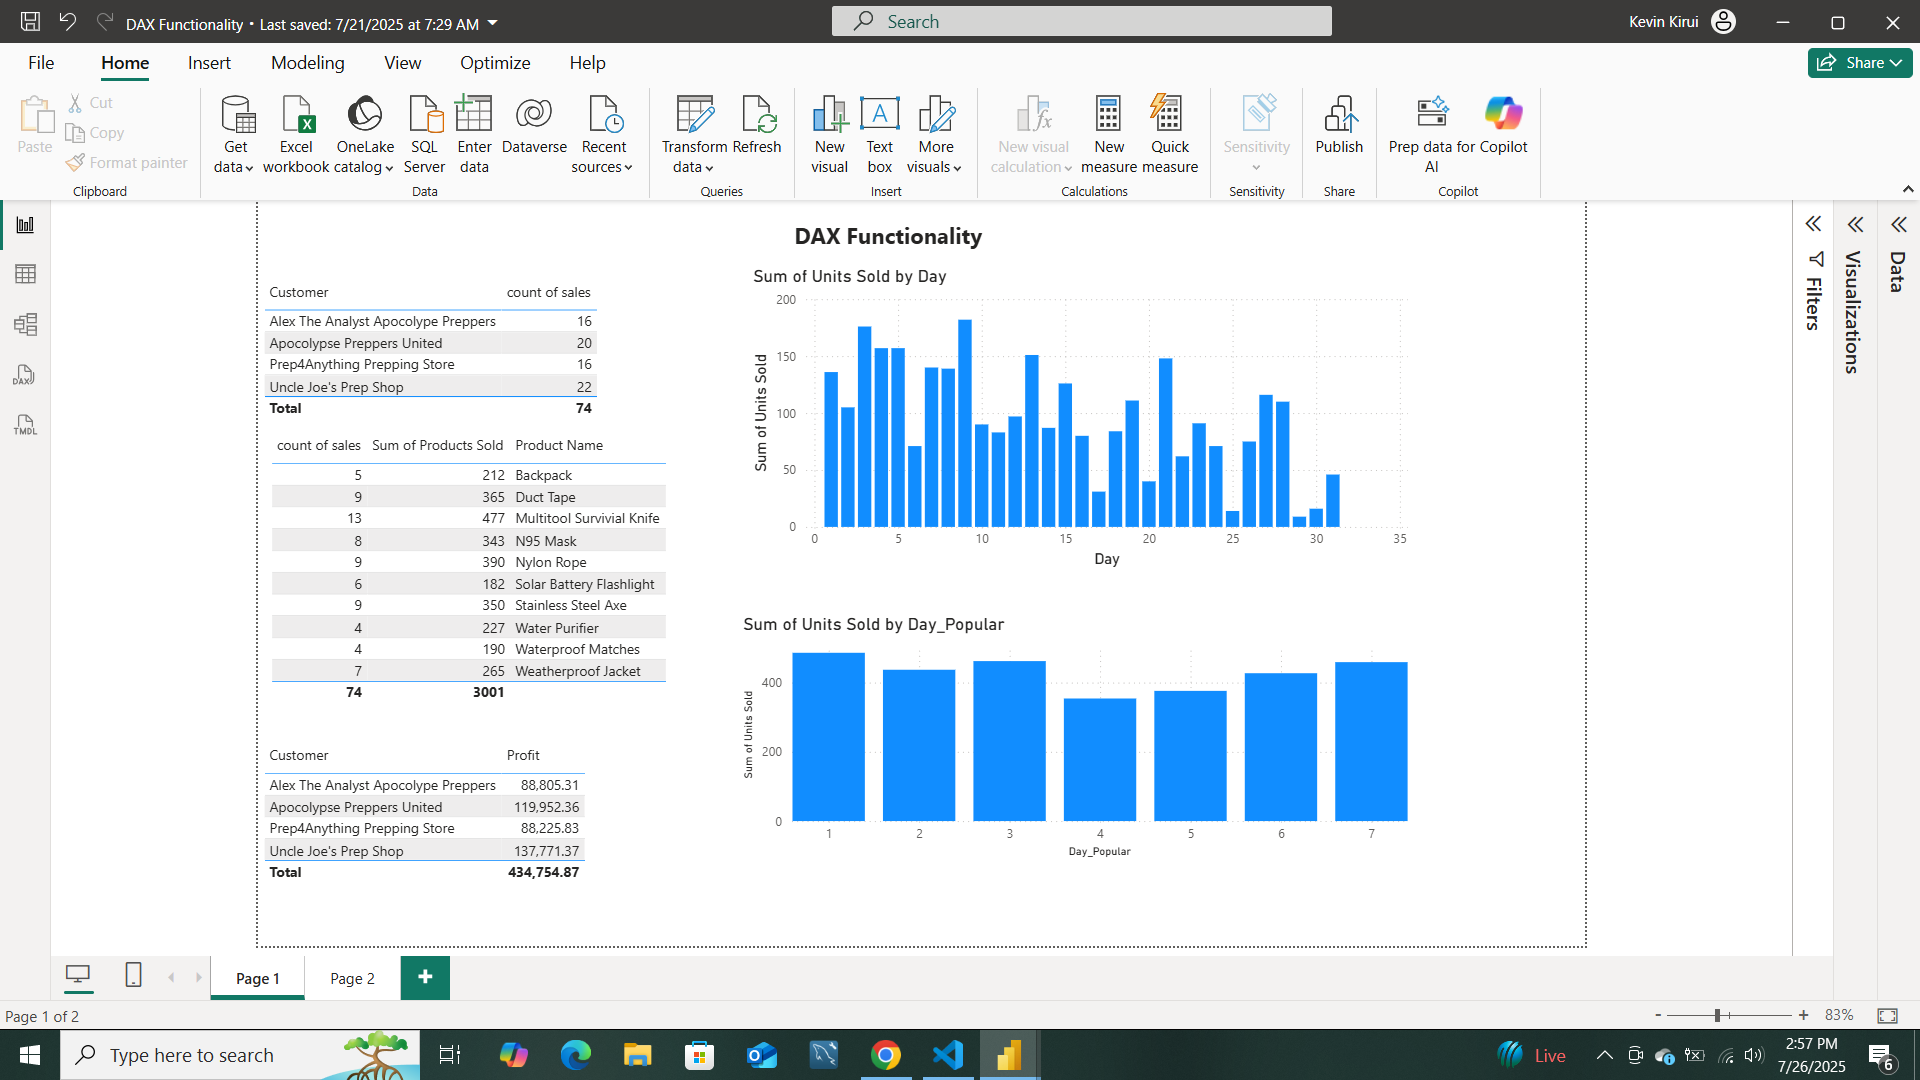 DAX Functionality • Last saved: 7/21/2025 at 7:29 AM
Search
Kevin Kirui
File Home Insert Modeling View Optimize Help
Share
Paste
Cut
Copy
Format painter
Clipboard
Get data
Excel workbook
OneLake catalog
SQL Server
Enter data
Dataverse
Recent sources
Data
Transform data
Refresh
Queries
New visual
Text box
More visuals
Insert
New visual calculation
New measure
Quick measure
Calculations
Sensitivity
Sensitivity
Publish
Share
Prep data for AI
Copilot
Copilot
DAX
TMDL
DAX Functionality
Customer count of sales
Alex The Analyst Apocolype Preppers 16
Apocolypse Preppers United 20
Prep4Anything Prepping Store 16
Uncle Joe's Prep Shop 22
Total 74
count of sales Sum of Products Sold Product Name
5 212 Backpack
9 365 Duct Tape
13 477 Multitool Survivial Knife
8 343 N95 Mask
9 390 Nylon Rope
6 182 Solar Battery Flashlight
9 350 Stainless Steel Axe
4 227 Water Purifier
4 190 Waterproof Matches
7 265 Weatherproof Jacket
74 3001
Customer Profit
Alex The Analyst Apocolype Preppers 88,805.31
Apocolypse Preppers United 119,952.36
Prep4Anything Prepping Store 88,225.83
Uncle Joe's Prep Shop 137,771.37
Total 434,754.87
Sum of Units Sold by Day
Sum of Units Sold
200
150
100
50
0
0 5 10 15 20 25 30 35
Day
Sum of Units Sold by Day_Popular
Sum of Units Sold
400
200
0
1 2 3 4 5 6 7
Day_Popular
Filters
Visualizations
Data
Page 1 Page 2
Page 1 of 2
83%
Type here to search
Live
2:57 PM
7/26/2025
6